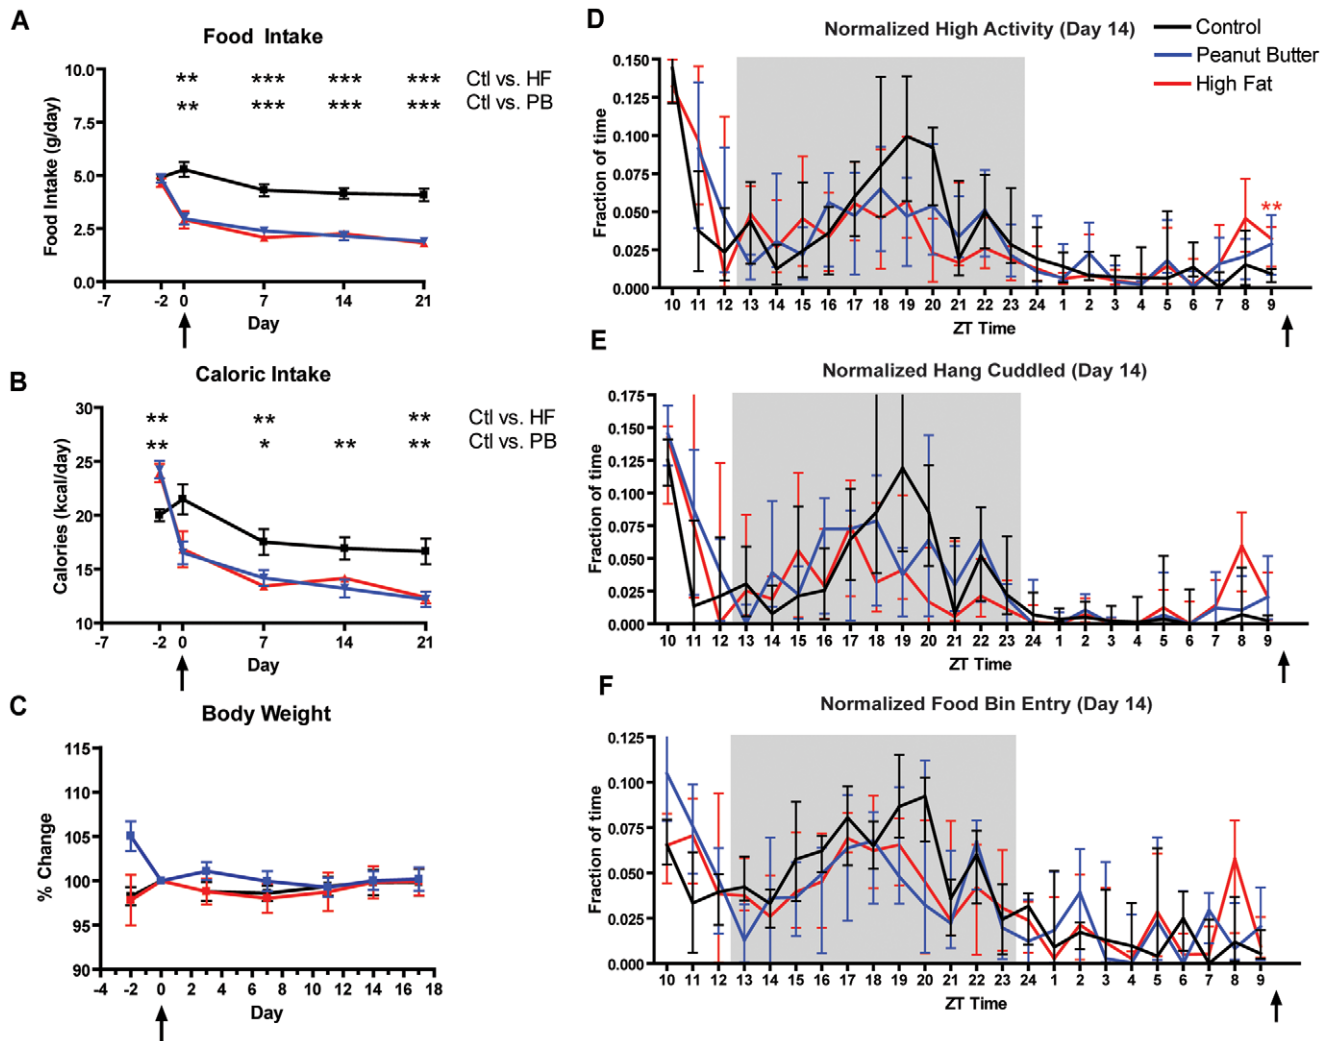 A
Food Intake
10.0
7.5
5.0
2.5
0.0
Food Intake (g/day)
** *** *** *** Ctl vs. HF
** *** *** *** Ctl vs. PB
-7 -2 0 7 14 21
Day
B
Caloric Intake
30
25
20
15
10
Calories (kcal/day)
** ** ** Ctl vs. HF
** * ** ** Ctl vs. PB
-7 -2 0 7 14 21
Day
C
Body Weight
115
110
105
100
95
90
% Change
-4 -2 0 2 4 6 8 10 12 14 16 18
Day
D
Normalized High Activity (Day 14)
Control
Peanut Butter
High Fat
0.150
0.125
0.100
0.075
0.050
0.025
0.000
Fraction of time
**
10 11 12 13 14 15 16 17 18 19 20 21 22 23 24 1 2 3 4 5 6 7 8 9
ZT Time
E
Normalized Hang Cuddled (Day 14)
0.175
0.150
0.125
0.100
0.075
0.050
0.025
0.000
Fraction of time
10 11 12 13 14 15 16 17 18 19 20 21 22 23 24 1 2 3 4 5 6 7 8 9
ZT Time
F
Normalized Food Bin Entry (Day 14)
0.125
0.100
0.075
0.050
0.025
0.000
Fraction of time
10 11 12 13 14 15 16 17 18 19 20 21 22 23 24 1 2 3 4 5 6 7 8 9
ZT Time